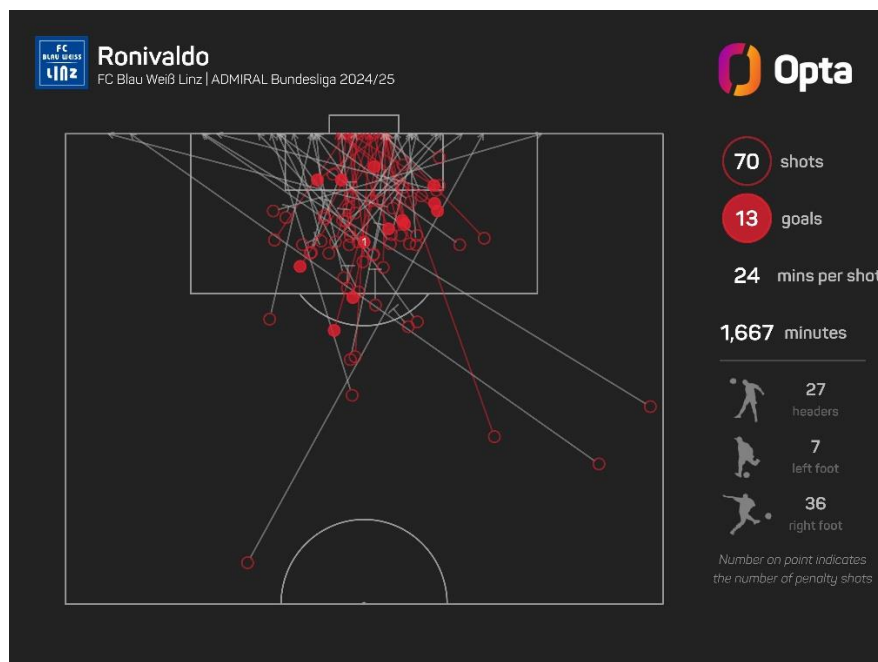 FC
BLAU WEISS
LINZ
Ronivaldo
FC Blau Weiß Linz | ADMIRAL Bundesliga 2024/25
Opta
70 shots
13 goals
24 mins per shot
1,667 minutes
27
headers
7
left foot
36
right foot
Number on point indicates
the number of penalty shots
1